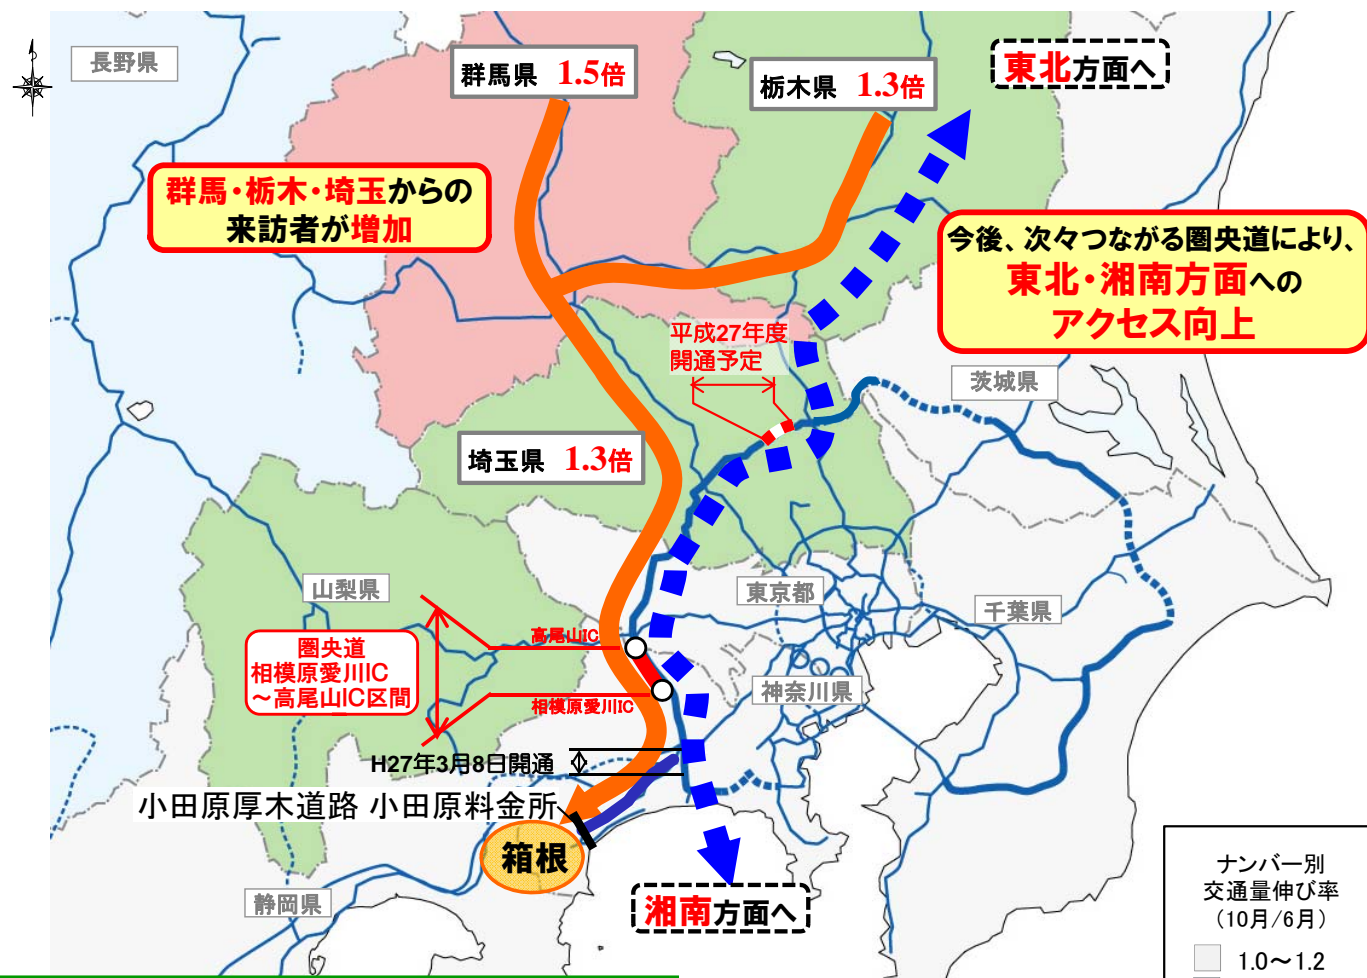 長野県
群馬県 1.5倍
栃木県 1.3倍
東北方面へ
群馬・栃木・埼玉からの
来訪者が増加
今後、次々つながる圏央道により、
東北・湘南方面への
アクセス向上
平成27年度
開通予定
茨城県
埼玉県 1.3倍
山梨県
東京都
千葉県
高尾山IC
圏央道
相模原愛川IC
～高尾山IC区間
神奈川県
相模原愛川IC
H27年3月8日開通
小田原厚木道路 小田原料金所
箱根
静岡県
湘南方面へ
ナンバー別
交通量伸び率
(10月/6月)
1.0～1.2